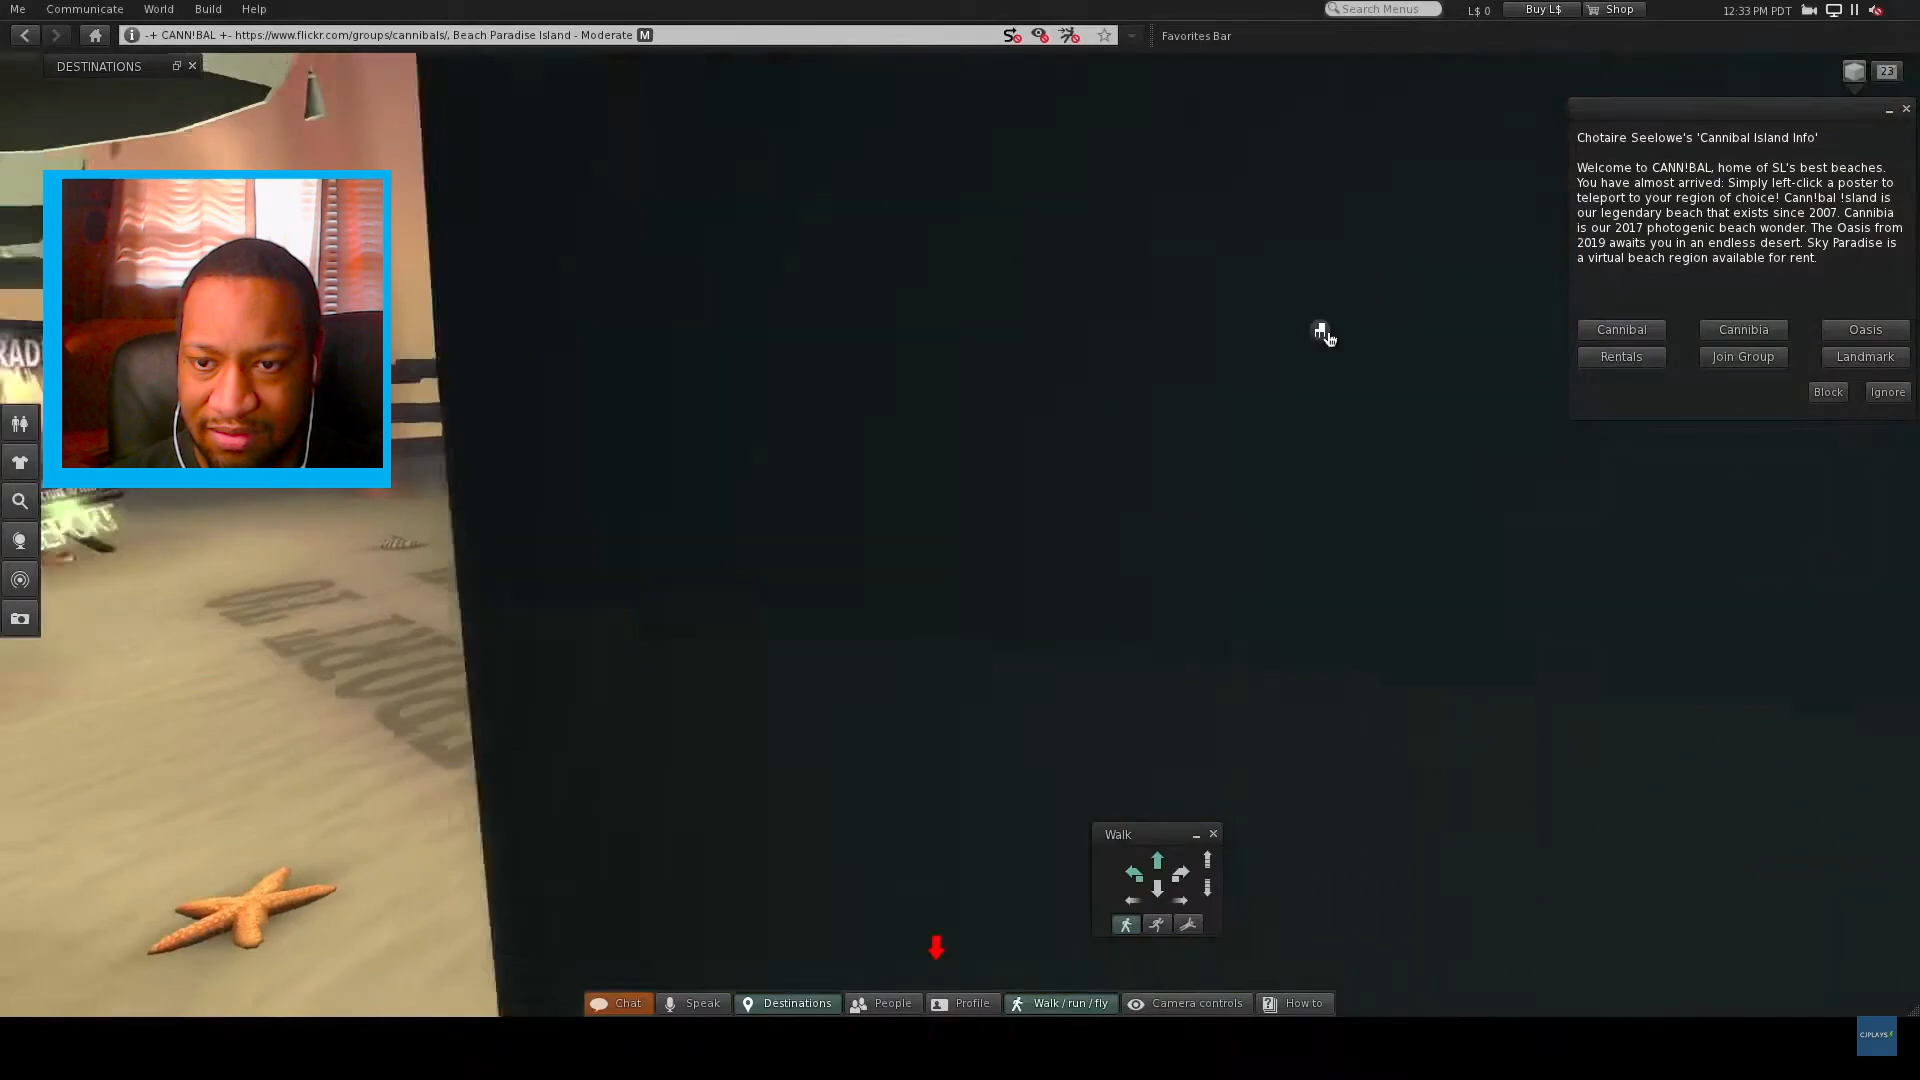 Me Communicate World Build Help
Search Menus L$ 0 Buy L$ Shop 12:33 PM PDT
-+ CANN!BAL +- https://www.flickr.com/groups/cannibals/, Beach Paradise Island - Moderate M
Favorites Bar
DESTINATIONS
23
Chotaire Seelowe's 'Cannibal Island Info'
Welcome to CANN!BAL, home of SL's best beaches.
You have almost arrived: Simply left-click a poster to
teleport to your region of choice! Cann!bal !sland is
our legendary beach that exists since 2007. Cannibia
is our 2017 photogenic beach wonder. The Oasis from
2019 awaits you in an endless desert. Sky Paradise is
a virtual beach region available for rent.
Cannibal Cannibia Oasis
Rentals Join Group Landmark
Block Ignore
Walk
Chat Speak Destinations People Profile Walk / run / fly Camera controls How to
CJPLAYS